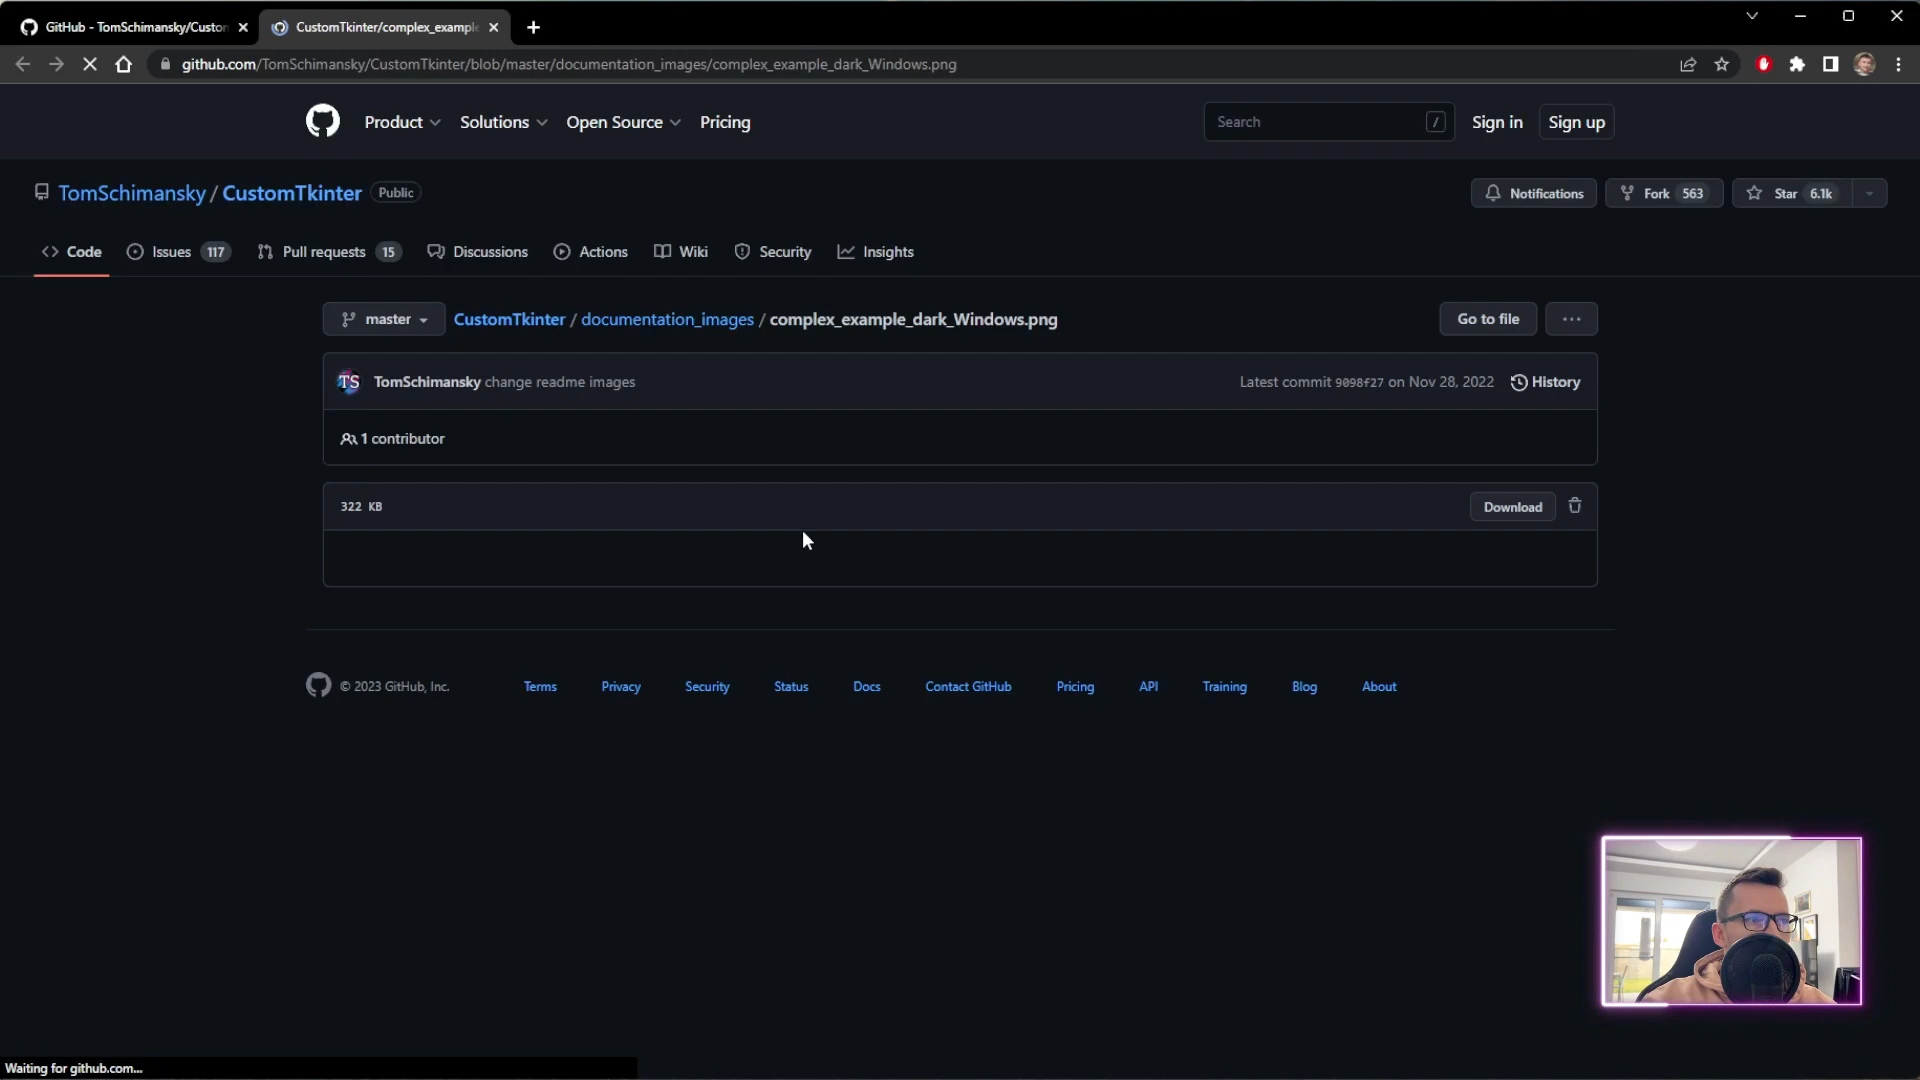 GitHub - TomSchimansky/Custon
CustomTkinter/complex_example
github.com/TomSchimansky/CustomTkinter/blob/master/documentation_images/complex_example_dark_Windows.png
Product
Solutions
Open Source
Pricing
Search
/
Sign in
Sign up
TomSchimansky / CustomTkinter
Public
Notifications
Fork 563
Star 6.1k
Code
Issues 117
Pull requests 15
Discussions
Actions
Wiki
Security
Insights
master
CustomTkinter / documentation_images / complex_example_dark_Windows.png
Go to file
TS
TomSchimansky change readme images
Latest commit 9098f27 on Nov 28, 2022
History
1 contributor
322 KB
Download
© 2023 GitHub, Inc.
Terms
Privacy
Security
Status
Docs
Contact GitHub
Pricing
API
Training
Blog
About
Waiting for github.com...